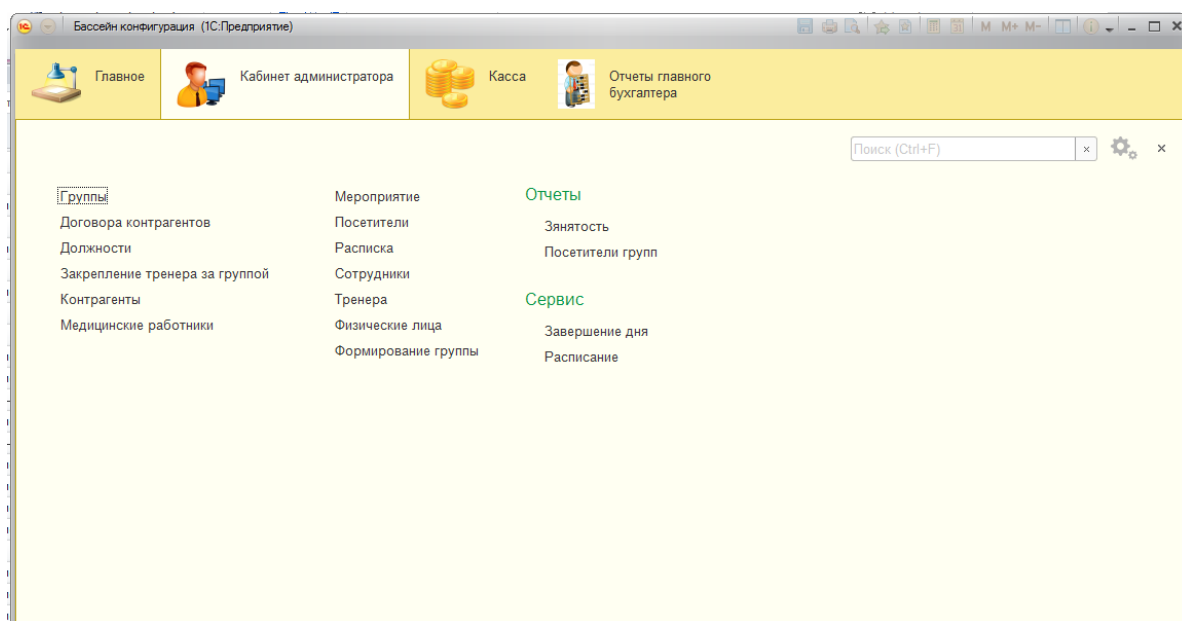 Бассейн конфигурация (1С:Предприятие)
M M+ M-
Главное
Кабинет администратора
Касса
Отчеты главного
бухгалтера
Поиск (Ctrl+F)
Группы
Договора контрагентов
Должности
Закрепление тренера за группой
Контрагенты
Медицинские работники
Мероприятие
Посетители
Расписка
Сотрудники
Тренера
Физические лица
Формирование группы
Отчеты
Зянятость
Посетители групп
Сервис
Завершение дня
Расписание